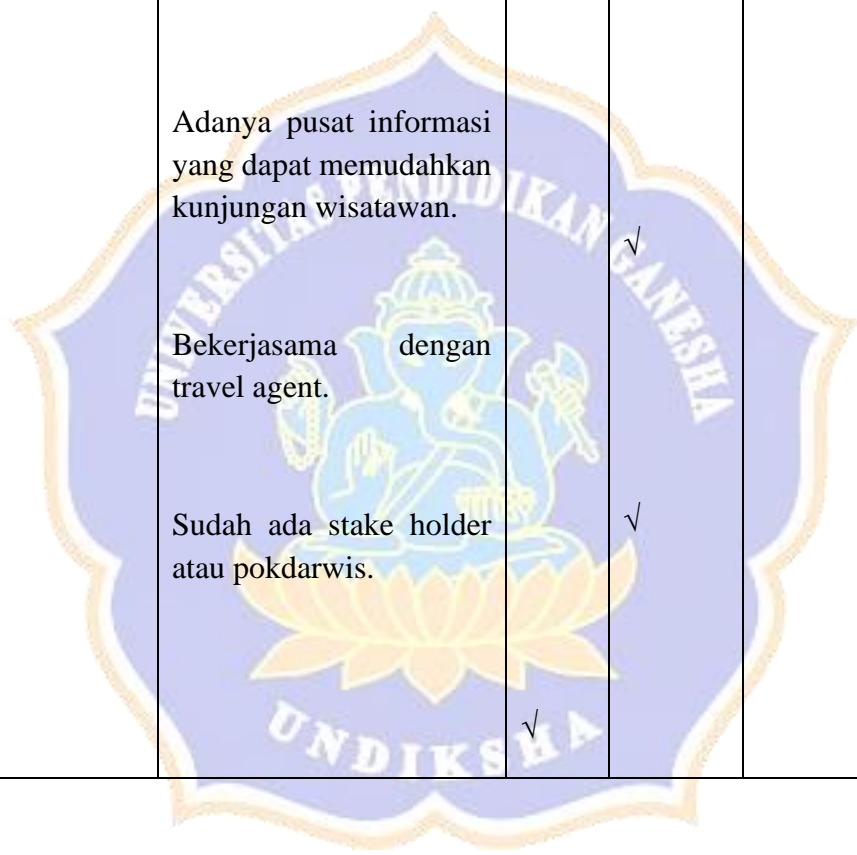 Adanya pusat informasi
yang dapat memudahkan
kunjungan wisatawan.
√
Bekerjasama dengan
travel agent.
√
Sudah ada stake holder
atau pokdarwis.
√
UNIVERSITAS PENDIDIKAN GANESHA
UNDIKSHA